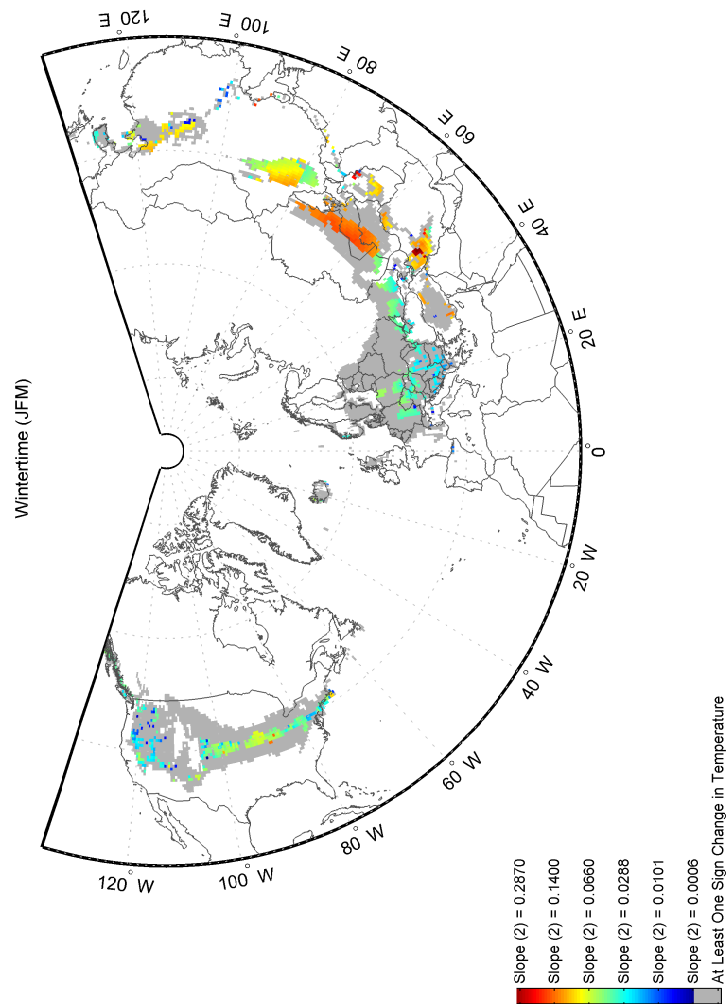 Wintertime (JFM)
120 E
100 E
80 E
60 E
40 E
20 E
0
20 W
40 W
60 W
80 W
100 W
120 W
Slope (2) = 0.2870
Slope (2) = 0.1400
Slope (2) = 0.0660
Slope (2) = 0.0288
Slope (2) = 0.0101
Slope (2) = 0.0006
At Least One Sign Change in Temperature